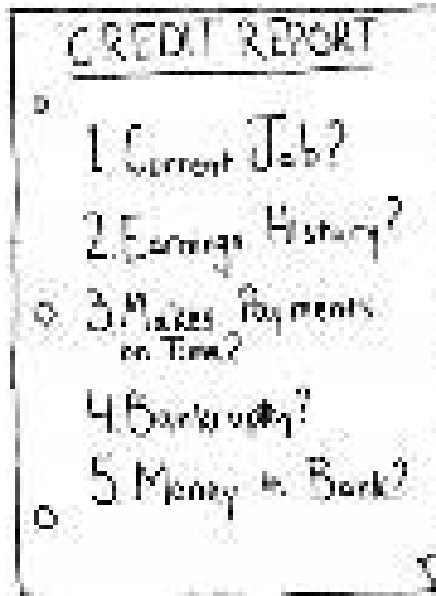 CREDIT REPORT
1. Current Job?
2. Earnings History?
3. Makes Payments
on Time?
4. Bankruptcy?
5. Money in Bank?